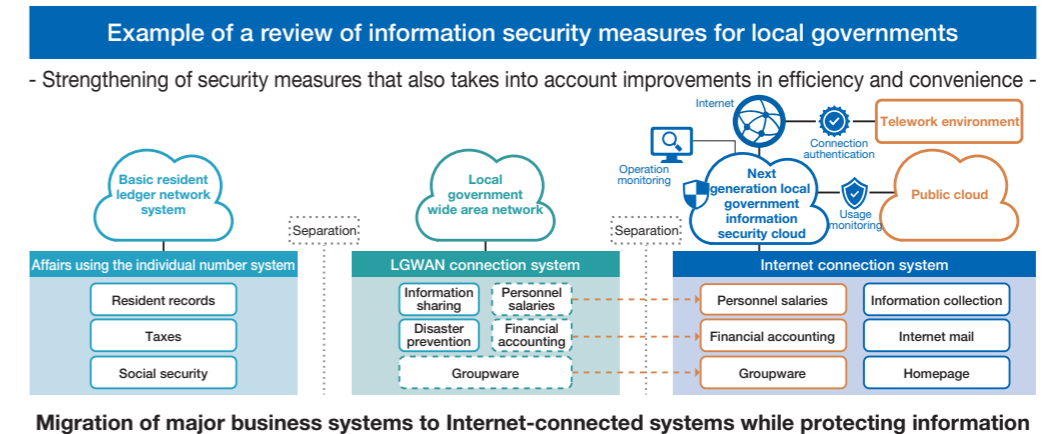 Example of a review of information security measures for local governments
- Strengthening of security measures that also takes into account improvements in efficiency and convenience -
Internet
Connection
authentication
Telework environment
Operation
monitoring
Basic resident
ledger network
system
Local
government
wide area network
Next
generation local
government
information
security cloud
Usage
monitoring
Public cloud
Separation
Separation
Affairs using the individual number system
Resident records
Taxes
Social security
LGWAN connection system
Information
sharing
Personnel
salaries
Disaster
prevention
Financial
accounting
Groupware
Internet connection system
Personnel salaries
Information collection
Financial accounting
Internet mail
Groupware
Homepage
Migration of major business systems to Internet-connected systems while protecting information